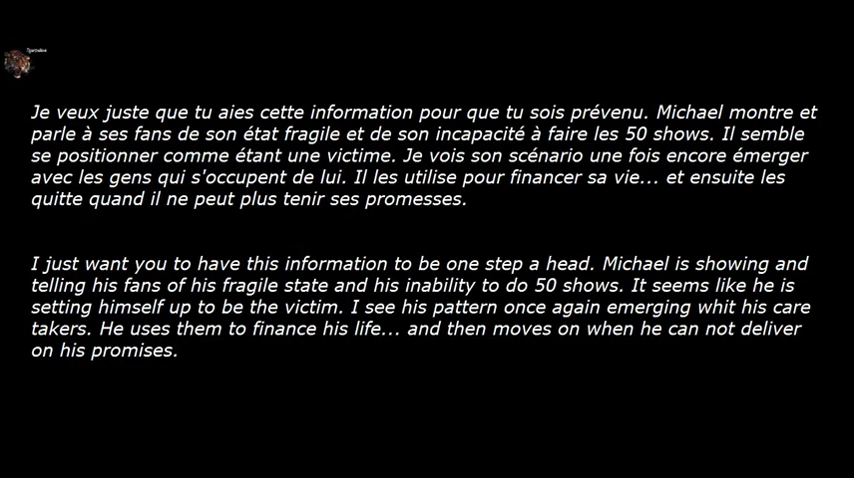 Je veux juste que tu aies cette information pour que tu sois prévenu. Michael montre et
parle à ses fans de son état fragile et de son incapacité à faire les 50 shows. Il semble
se positionner comme étant une victime. Je vois son scénario une fois encore émerger
avec les gens qui s'occupent de lui. Il les utilise pour financer sa vie... et ensuite les
quitte quand il ne peut plus tenir ses promesses.
I just want you to have this information to be one step a head. Michael is showing and
telling his fans of his fragile state and his inability to do 50 shows. It seems like he is
setting himself up to be the victim. I see his pattern once again emerging whit his care
takers. He uses them to finance his life... and then moves on when he can not deliver
on his promises.